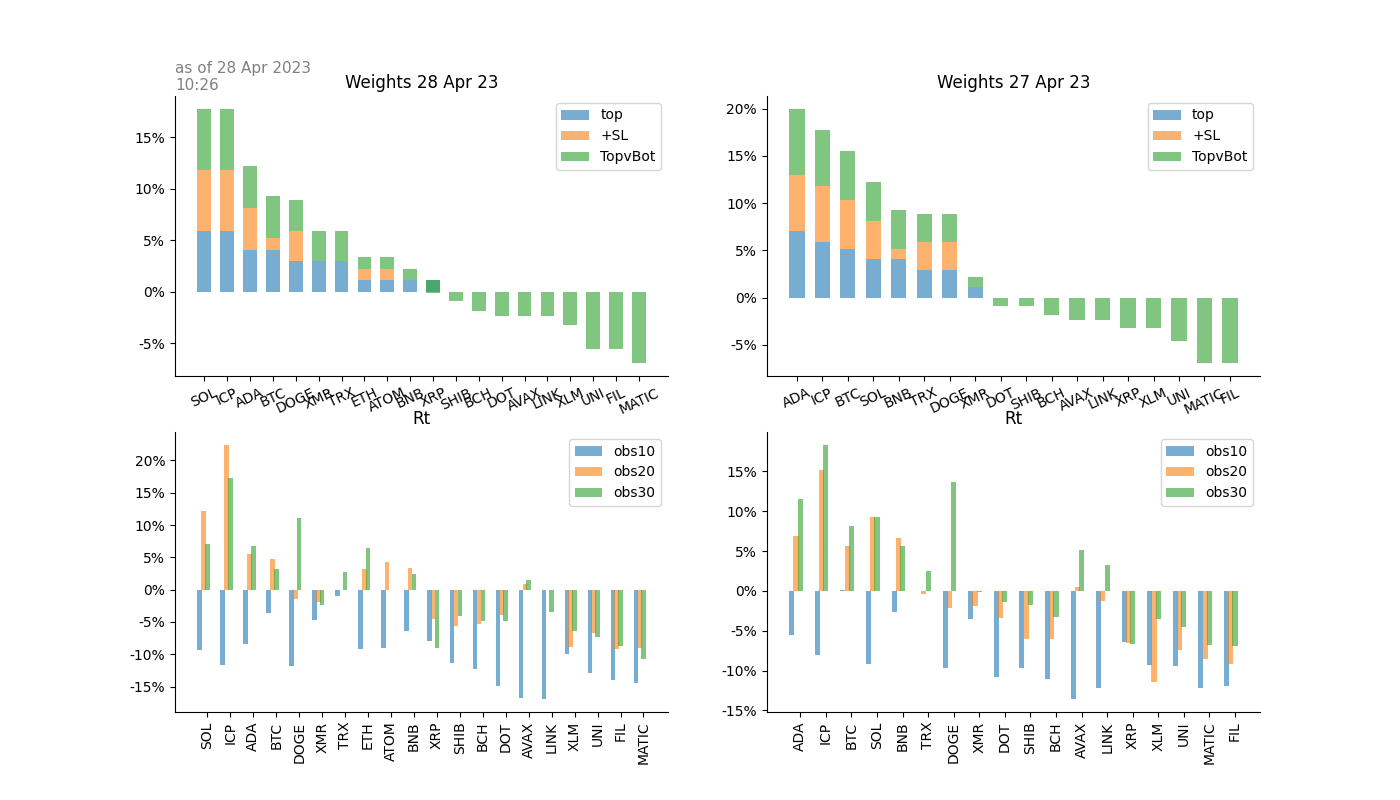 as of 28 Apr 2023
10:26
Weights 28 Apr 23
top
+SL
TopvBot
15%
10%
5%
0%
-5%
SOL ICP ADA BTC DOGE XMR TRX ETH ATOM BNB XRP SHIB BCH DOT AVAX LINK XLM UNI FIL MATIC
Weights 27 Apr 23
top
+SL
TopvBot
20%
15%
10%
5%
0%
-5%
ADA ICP BTC SOL BNB TRX DOGE XMR DOT SHIB BCH AVAX LINK XRP XLM UNI MATIC FIL
Rt
obs10
obs20
obs30
20%
15%
10%
5%
0%
-5%
-10%
-15%
SOL ICP ADA BTC DOGE XMR TRX ETH ATOM BNB XRP SHIB BCH DOT AVAX LINK XLM UNI FIL MATIC
Rt
obs10
obs20
obs30
15%
10%
5%
0%
-5%
-10%
-15%
ADA ICP BTC SOL BNB TRX DOGE XMR DOT SHIB BCH AVAX LINK XRP XLM UNI MATIC FIL